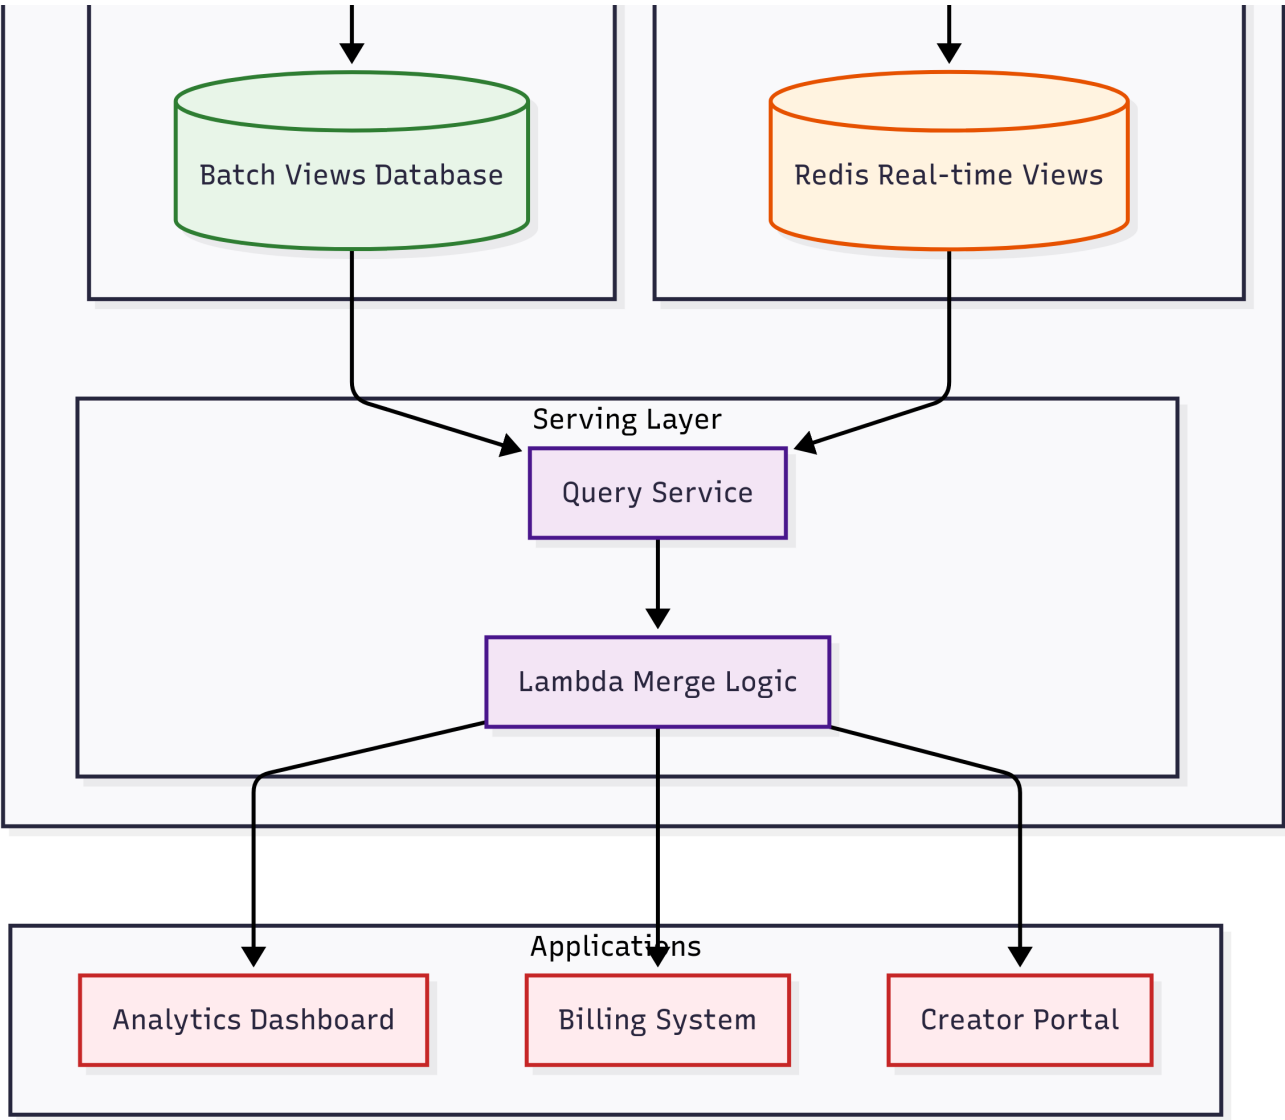 Batch Views Database
Redis Real-time Views
Serving Layer
Query Service
Lambda Merge Logic
Applications
Analytics Dashboard
Billing System
Creator Portal